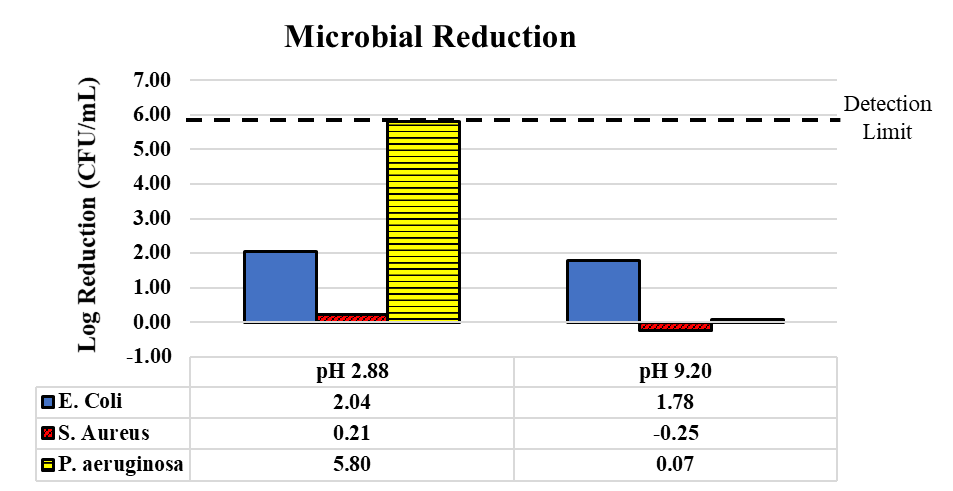 Microbial Reduction
Log Reduction (CFU/mL)
7.00
6.00
5.00
4.00
3.00
2.00
1.00
0.00
-1.00
Detection
Limit
pH 2.88 pH 9.20
E. Coli 2.04 1.78
S. Aureus 0.21 -0.25
P. aeruginosa 5.80 0.07